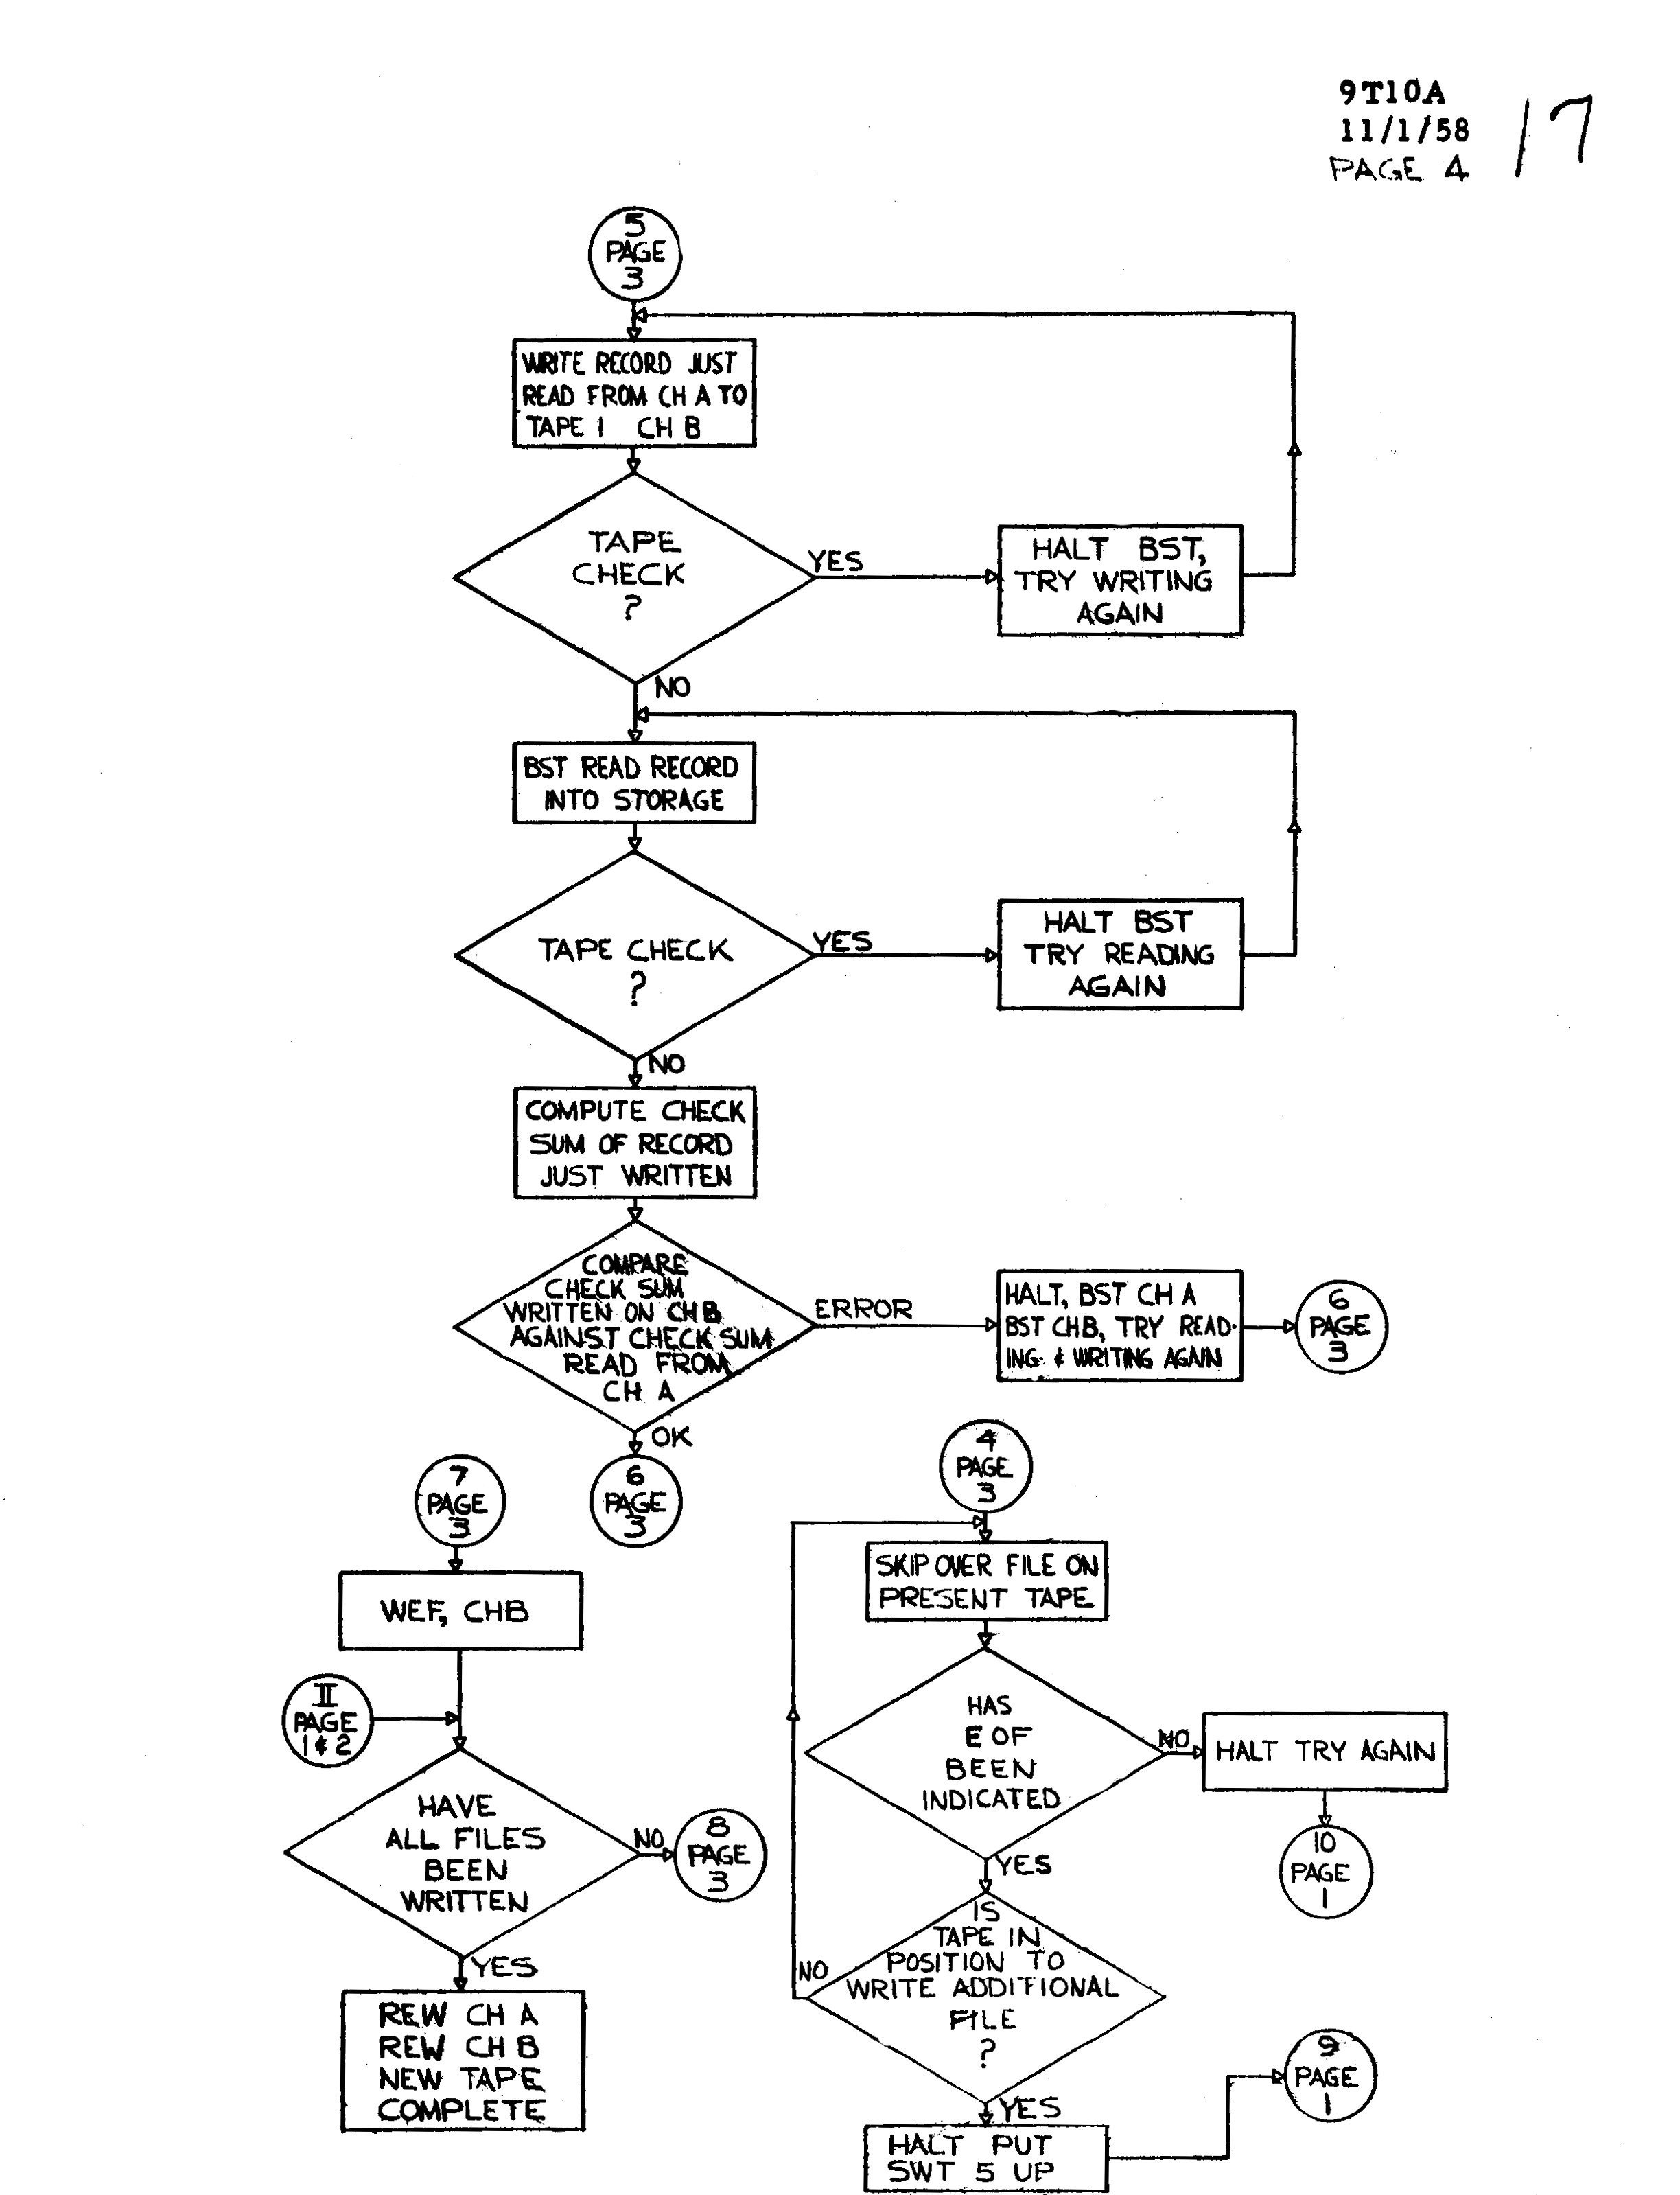 9T10A
11/1/58
PAGE 4
17
5
PAGE
3
WRITE RECORD JUST
READ FROM CH A TO
TAPE 1 CH B
TAPE
CHECK
?
YES
HALT BST,
TRY WRITING
AGAIN
NO
BST READ RECORD
INTO STORAGE
TAPE CHECK
?
YES
HALT BST
TRY READING
AGAIN
NO
COMPUTE CHECK
SUM OF RECORD
JUST WRITTEN
COMPARE
CHECK SUM
WRITTEN ON CHB
AGAINST CHECK SUM
READ FROM
CH A
ERROR
HALT, BST CH A
BST CHB, TRY READ-
ING & WRITING AGAIN
6
PAGE
3
OK
6
PAGE
3
7
PAGE
3
WEF, CHB
II
PAGE
1 & 2
HAVE
ALL FILES
BEEN
WRITTEN
NO
8
PAGE
3
YES
REW CH A
REW CH B
NEW TAPE
COMPLETE
4
PAGE
3
SKIP OVER FILE ON
PRESENT TAPE
HAS
E OF
BEEN
INDICATED
NO
HALT TRY AGAIN
10
PAGE
1
YES
IS
TAPE IN
POSITION TO
WRITE ADDITIONAL
FILE
?
NO
YES
HALT PUT
SWT 5 UP
9
PAGE
1